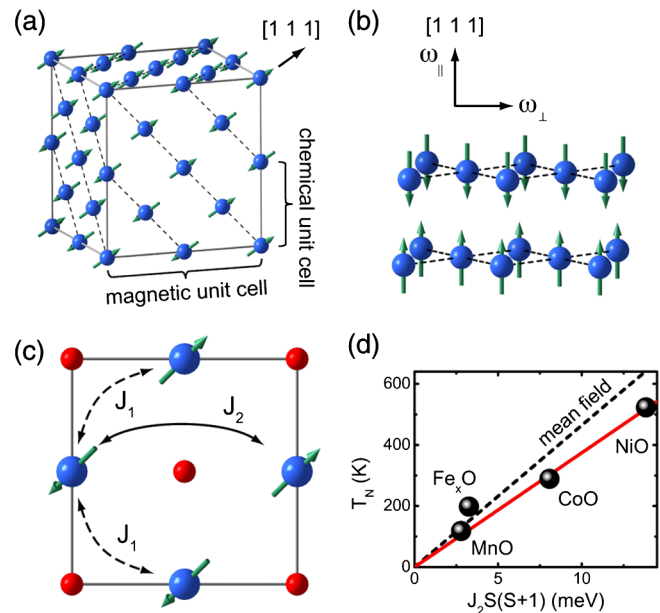 (a)
[1 1 1]
chemical unit cell
magnetic unit cell
(b)
[1 1 1]
ω∥
ω⊥
(c)
J1
J2
J1
(d)
600
400
200
0
TN (K)
mean field
FexO
MnO
CoO
NiO
0
5
10
J2S(S+1) (meV)